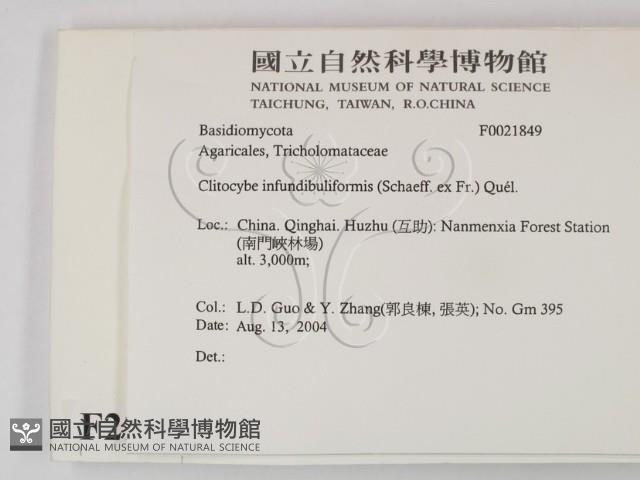 國立自然科學博物館
NATIONAL MUSEUM OF NATURAL SCIENCE
TAICHUNG, TAIWAN, R.O.CHINA
Basidiomycota F0021849
Agaricales, Tricholomataceae
Clitocybe infundibuliformis (Schaeff. ex Fr.) Quél.
Loc.: China. Qinghai. Huzhu (互助): Nanmenxia Forest Station
(南門峽林場)
alt. 3,000m;
Col.: L.D. Guo & Y. Zhang(郭良棟, 張英); No. Gm 395
Date: Aug. 13, 2004
Det.:
F2
國立自然科學博物館
NATIONAL MUSEUM OF NATURAL SCIENCE